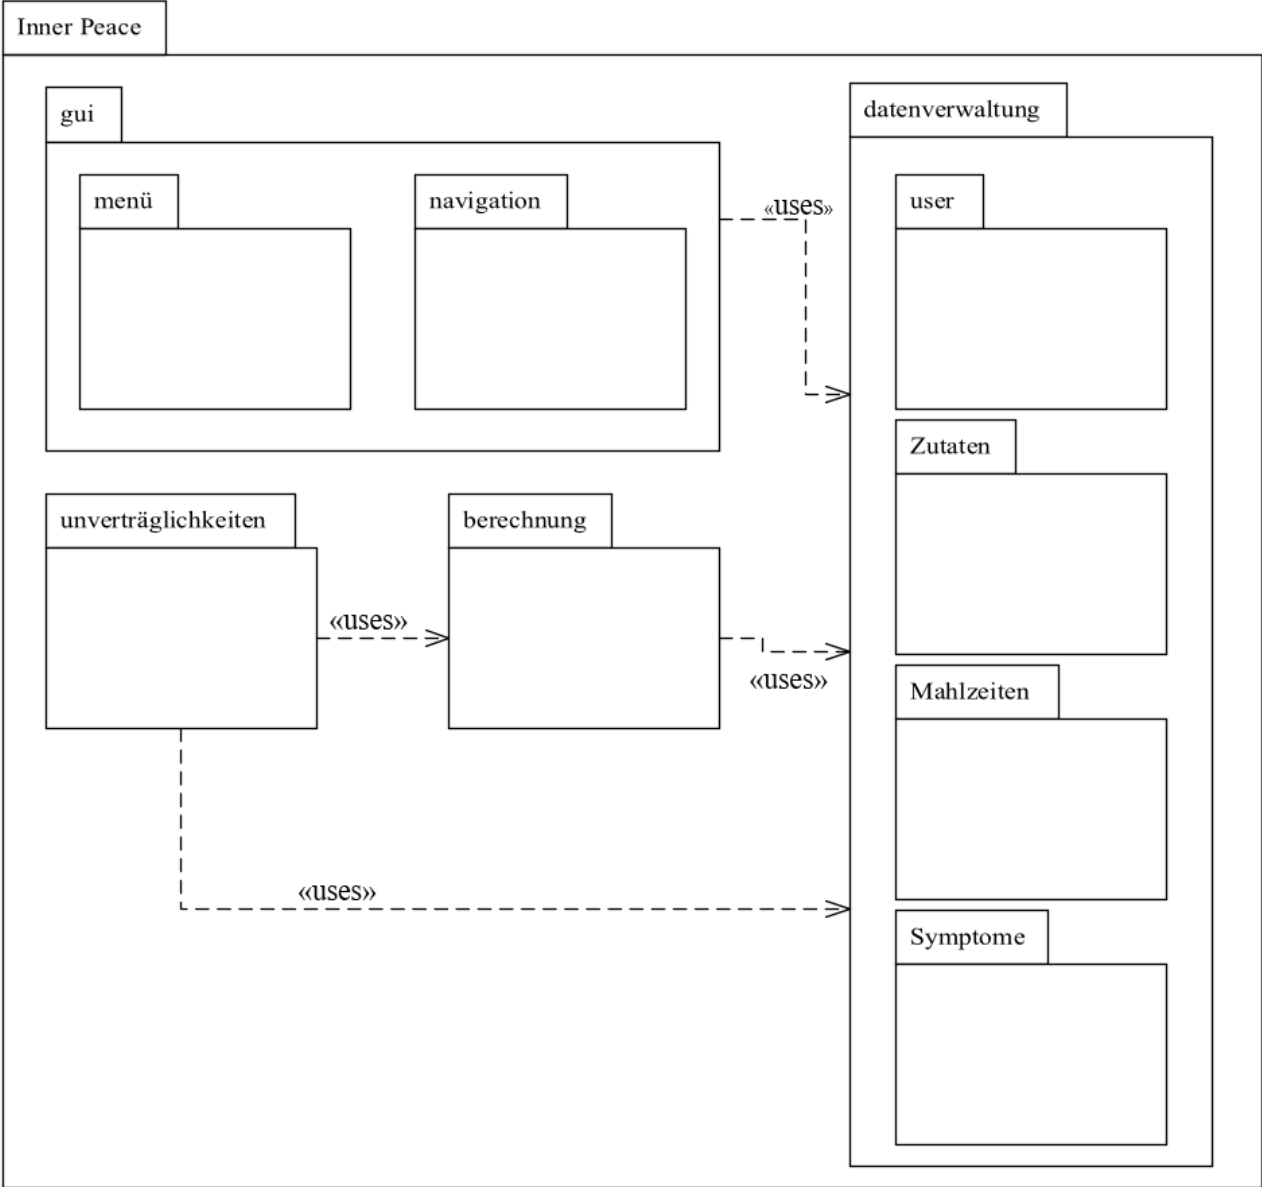 Inner Peace
gui
menü
navigation
«uses»
datenverwaltung
user
Zutaten
unverträglichkeiten
«uses»
berechnung
«uses»
Mahlzeiten
«uses»
Symptome